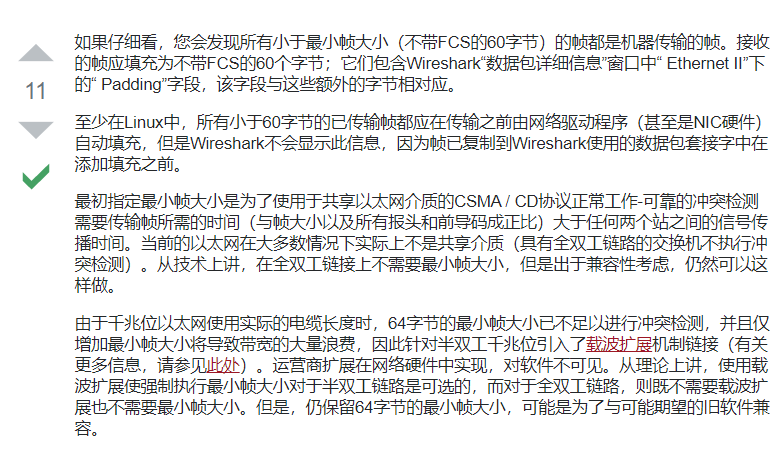 如果仔细看，您会发现所有小于最小帧大小（不带FCS的60字节）的帧都是机器传输的帧。接收
的帧应填充为不带FCS的60个字节；它们包含Wireshark“数据包详细信息”窗口中“ Ethernet II”下
的“ Padding”字段，该字段与这些额外的字节相对应。
11
至少在Linux中，所有小于60字节的已传输帧都应在传输之前由网络驱动程序（甚至是NIC硬件）
自动填充，但是Wireshark不会显示此信息，因为帧已复制到Wireshark使用的数据包套接字中在
添加填充之前。
最初指定最小帧大小是为了使用于共享以太网介质的CSMA / CD协议正常工作-可靠的冲突检测
需要传输帧所需的时间（与帧大小以及所有报头和前导码成正比）大于任何两个站之间的信号传
播时间。当前的以太网在大多数情况下实际上不是共享介质（具有全双工链路的交换机不执行冲
突检测）。从技术上讲，在全双工链接上不需要最小帧大小，但是出于兼容性考虑，仍然可以这
样做。
由于千兆位以太网使用实际的电缆长度时，64字节的最小帧大小已不足以进行冲突检测，并且仅
增加最小帧大小将导致带宽的大量浪费，因此针对半双工千兆位引入了载波扩展机制链接（有关
更多信息，请参见此处）。运营商扩展在网络硬件中实现，对软件不可见。从理论上讲，使用载
波扩展使强制执行最小帧大小对于半双工链路是可选的，而对于全双工链路，则既不需要载波扩
展也不需要最小帧大小。但是，仍保留64字节的最小帧大小，可能是为了与可能期望的旧软件兼
容。